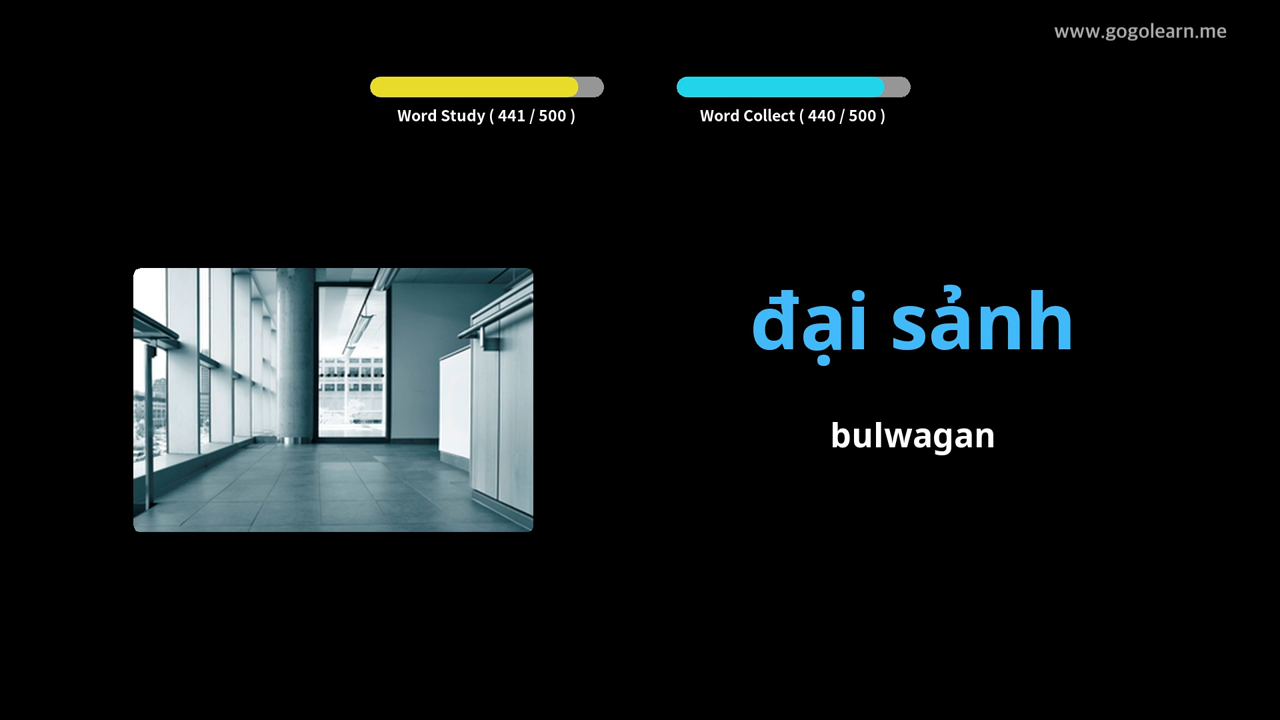 www.gogolearn.me
Word Study ( 441 / 500 )
Word Collect ( 440 / 500 )
đại sảnh
bulwagan